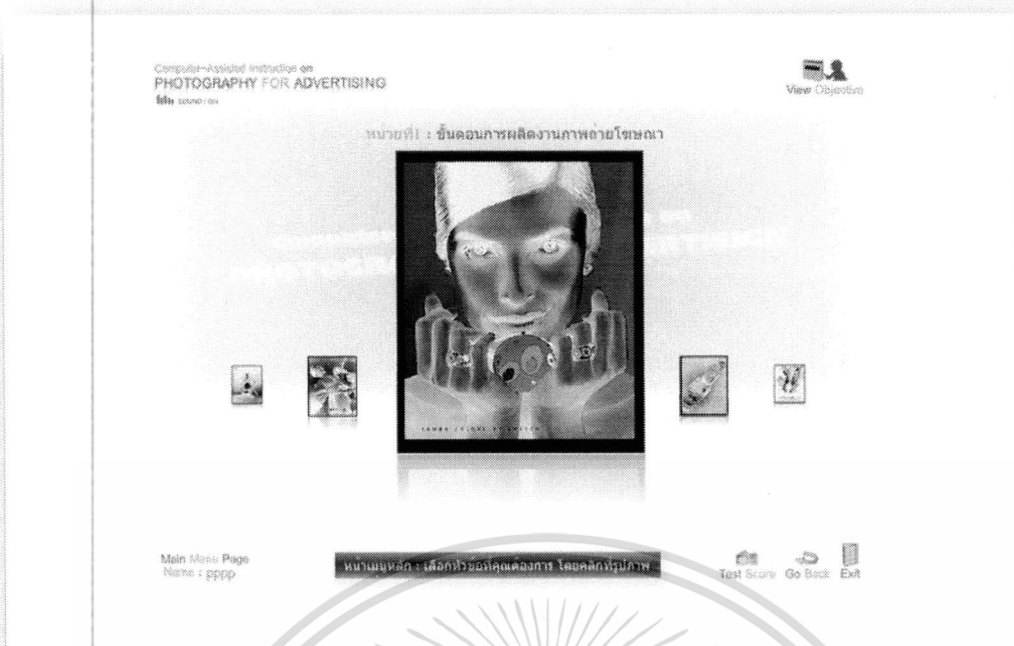 Computer-Assisted Instruction on
PHOTOGRAPHY FOR ADVERTISING
SOUND : ON
View Objective
หน่วยที่1 : ขั้นตอนการผลิตงานภาพถ่ายโฆษณา
Main Menu Page
Name : pppp
หน้าเมนูหลัก : เลือกหัวข้อที่คุณต้องการ โดยคลิกที่รูปภาพ
Test Score
Go Back
Exit